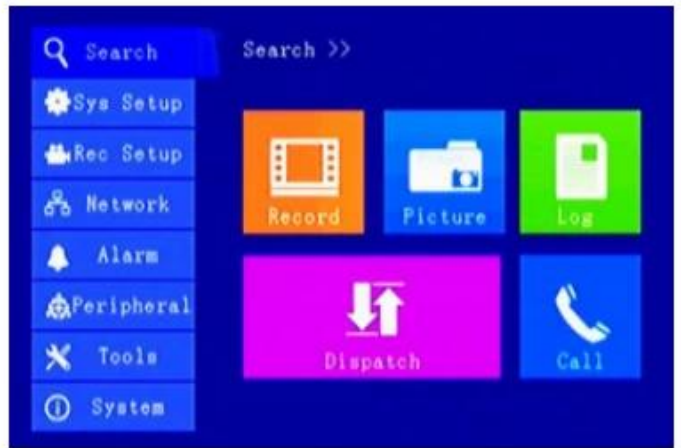 Search
Sys Setup
Rec Setup
Network
Alarm
Peripheral
Tools
System
Search >>
Record
Picture
Log
Dispatch
Call